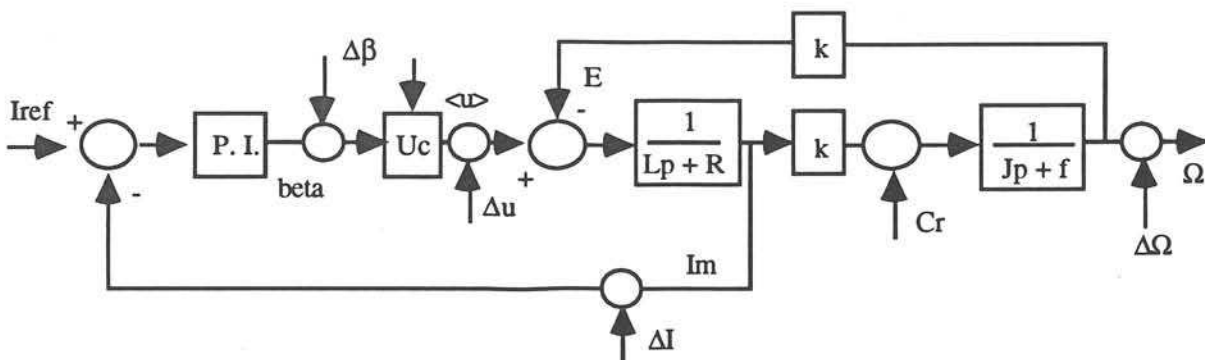 k
Δβ
E
<u>
Iref
+
-
1
P. I.
Uc
k
1
Lp + R
Jp + f
beta
+
Ω
-
Δu
Cr
ΔΩ
Im
ΔI